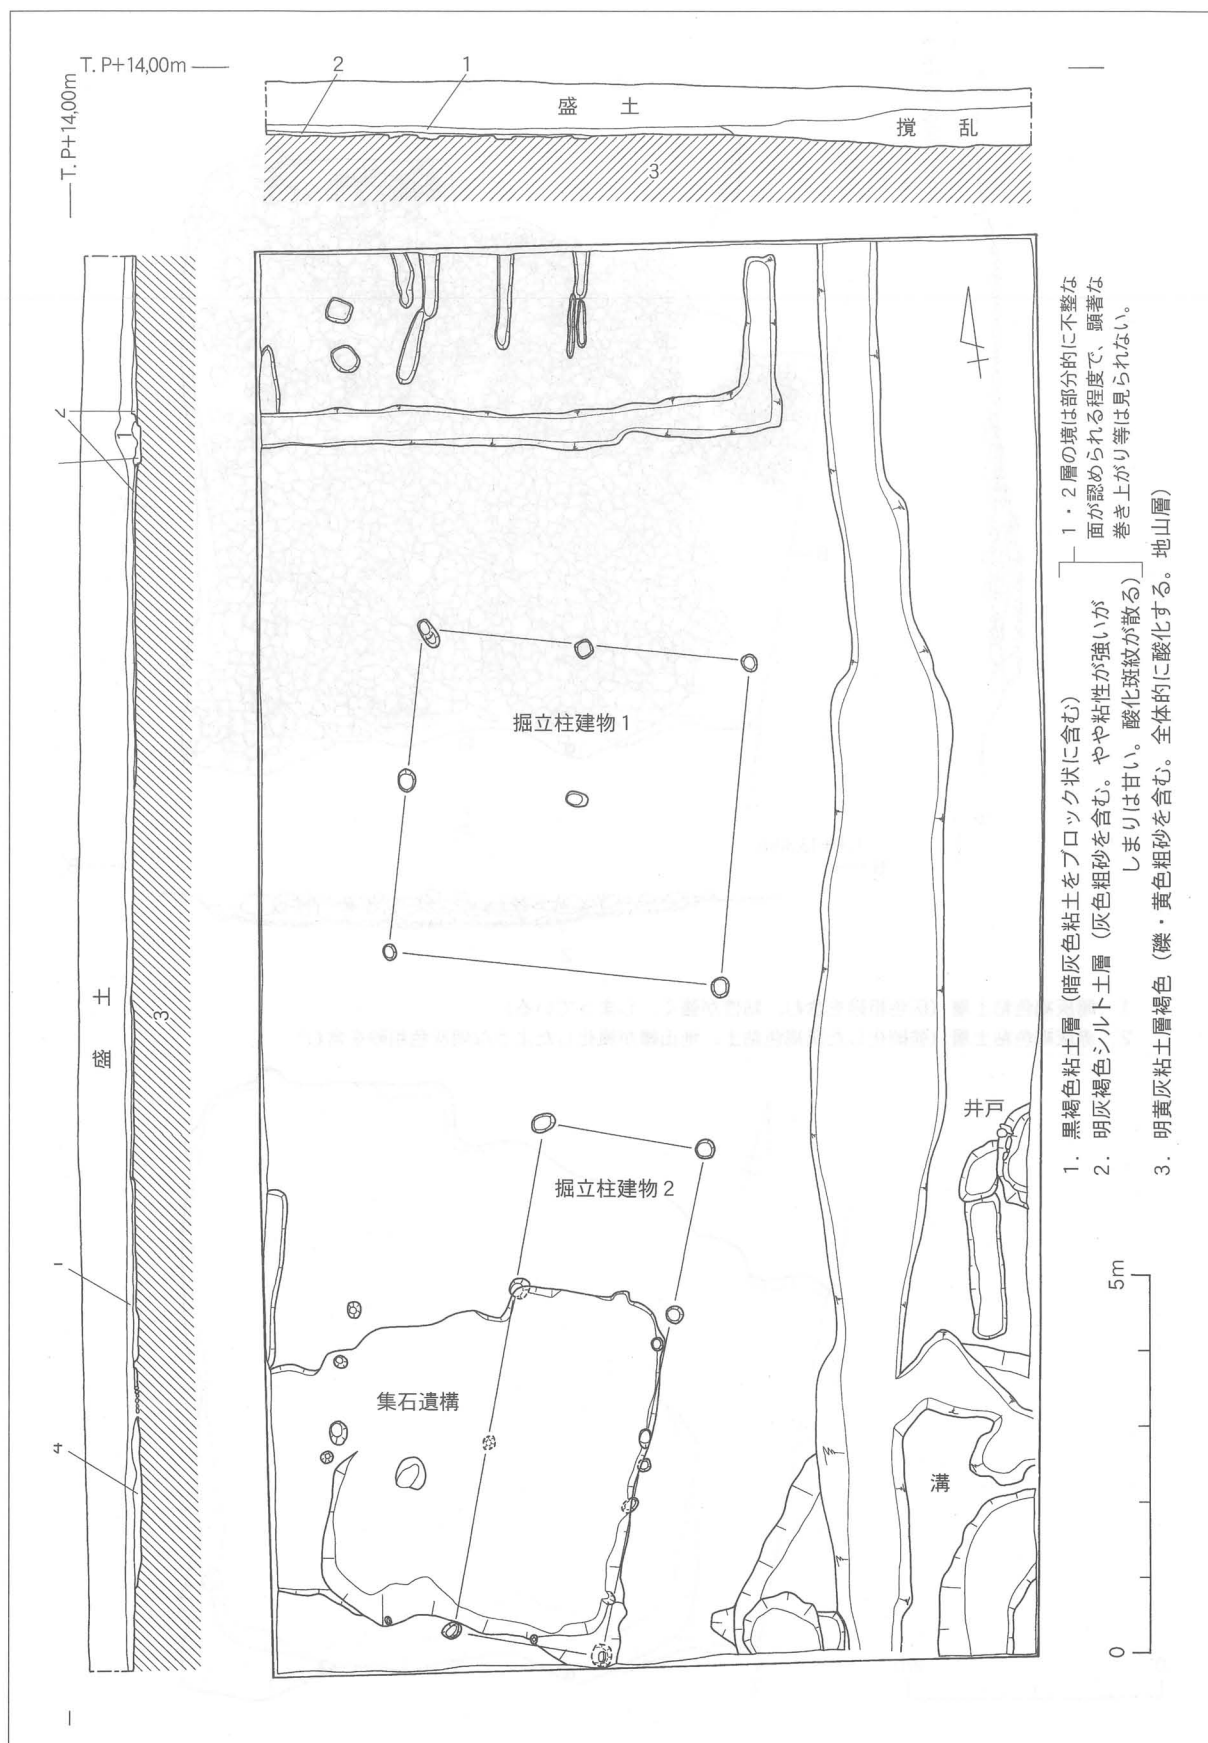 T. P+14,00m
T. P+14,00m
2
1
盛 土
攪 乱
3
2
1
3
盛 土
1
4
掘立柱建物 1
掘立柱建物 2
集石遺構
井戸
溝
1. 黒褐色粘土層 (暗灰色粘土をブロック状に含む)
2. 明灰褐色シルト土層 (灰色粗砂を含む。やや粘性が強いが
しまりは甘い。酸化斑紋が散る)
1・2層の境は部分的に不整な
面が認められる程度で、顕著な
巻き上がり等は見られない。
3. 明黄灰粘土層褐色 (礫・黄色粗砂を含む。全体的に酸化する。地山層)
0
5m